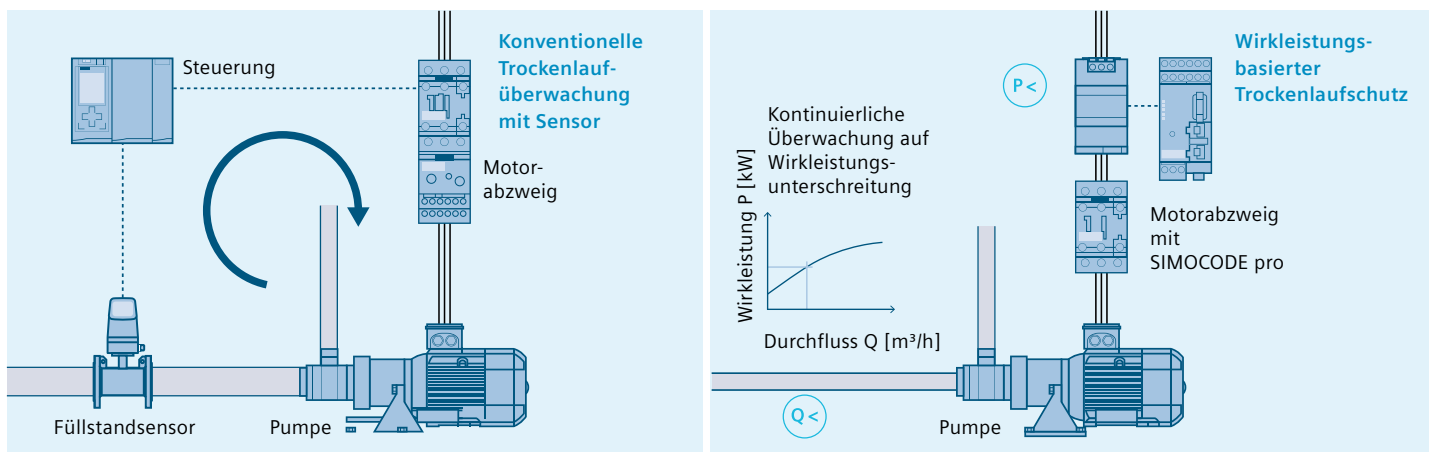 Konventionelle
Trockenlauf-
überwachung
mit Sensor
Steuerung
Motor-
abzweig
Füllstandsensor
Pumpe
Wirkleistungs-
basierter
Trockenlaufschutz
P<
Kontinuierliche
Überwachung auf
Wirkleistungs-
unterschreitung
Wirkleistung P [kW]
Durchfluss Q [m³/h]
Motorabzweig
mit
SIMOCODE pro
Q<
Pumpe